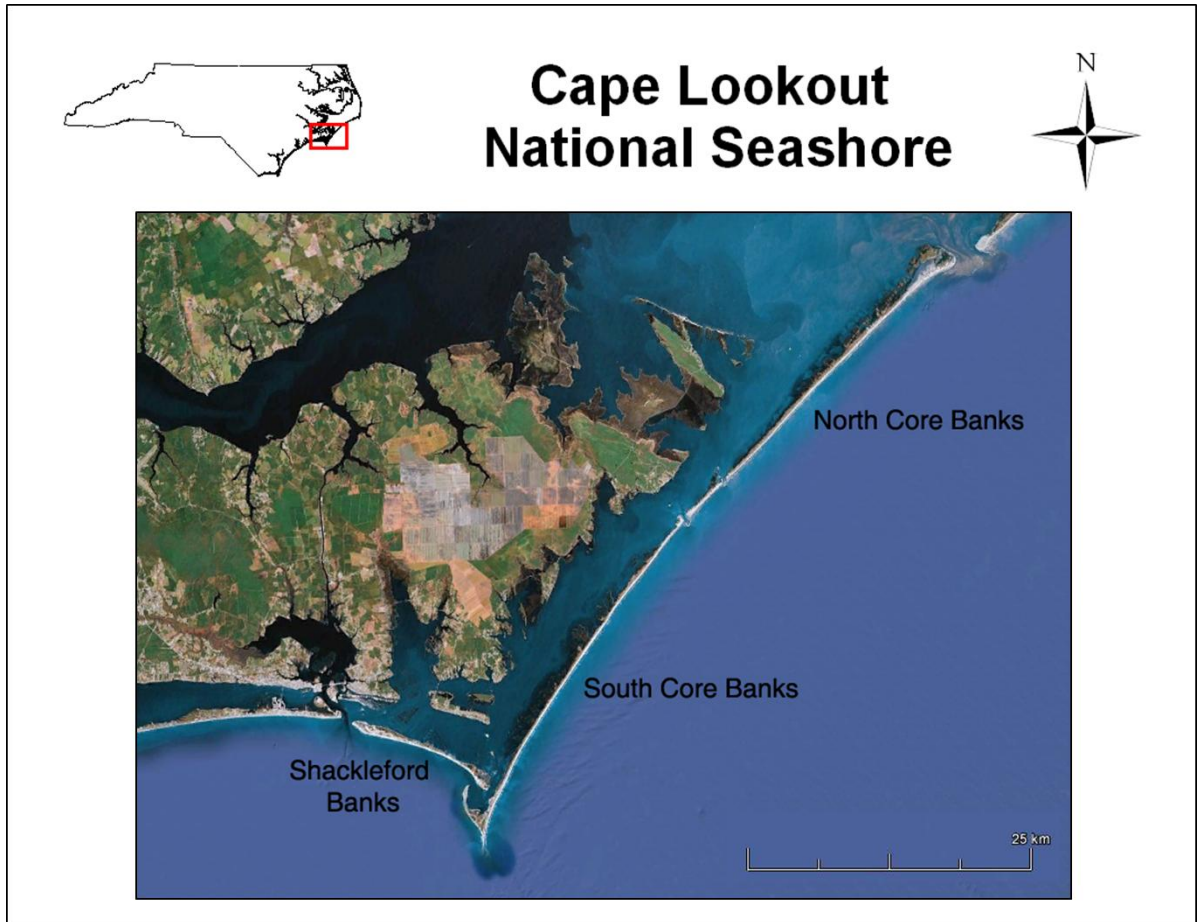 Cape Lookout
National Seashore
N
North Core Banks
South Core Banks
Shackleford
Banks
25 km